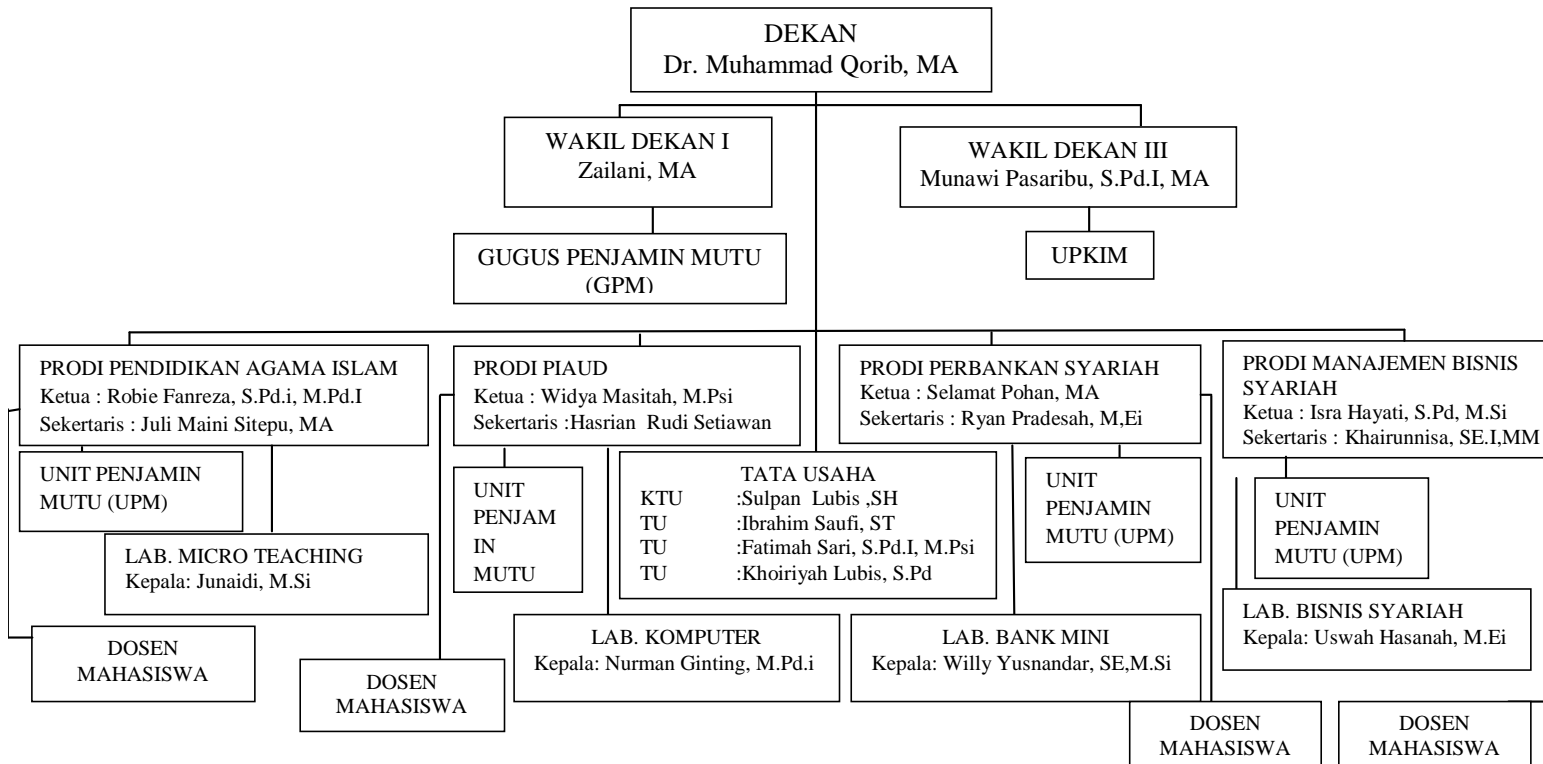 DEKAN
Dr. Muhammad Qorib, MA
WAKIL DEKAN I
Zailani, MA
WAKIL DEKAN III
Munawi Pasaribu, S.Pd.I, MA
GUGUS PENJAMIN MUTU
(GPM)
UPKIM
PRODI PENDIDIKAN AGAMA ISLAM
Ketua : Robie Fanreza, S.Pd.i, M.Pd.I
Sekertaris : Juli Maini Sitepu, MA
PRODI PIAUD
Ketua : Widya Masitah, M.Psi
Sekertaris :Hasrian Rudi Setiawan
PRODI PERBANKAN SYARIAH
Ketua : Selamat Pohan, MA
Sekertaris : Ryan Pradesah, M,Ei
PRODI MANAJEMEN BISNIS
SYARIAH
Ketua : Isra Hayati, S.Pd, M.Si
Sekertaris : Khairunnisa, SE.I,MM
UNIT PENJAMIN
MUTU (UPM)
UNIT
PENJAM
IN
MUTU
TATA USAHA
KTU :Sulpan Lubis ,SH
TU :Ibrahim Saufi, ST
TU :Fatimah Sari, S.Pd.I, M.Psi
TU :Khoiriyah Lubis, S.Pd
UNIT
PENJAMIN
MUTU (UPM)
UNIT
PENJAMIN
MUTU (UPM)
LAB. MICRO TEACHING
Kepala: Junaidi, M.Si
LAB. KOMPUTER
Kepala: Nurman Ginting, M.Pd.i
LAB. BANK MINI
Kepala: Willy Yusnandar, SE,M.Si
LAB. BISNIS SYARIAH
Kepala: Uswah Hasanah, M.Ei
DOSEN
MAHASISWA
DOSEN
MAHASISWA
DOSEN
MAHASISWA
DOSEN
MAHASISWA